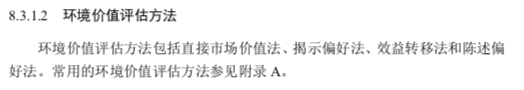 8.3.1.2 环境价值评估方法
环境价值评估方法包括直接市场价值法、揭示偏好法、效益转移法和陈述偏
好法。常用的环境价值评估方法参见附录 A。